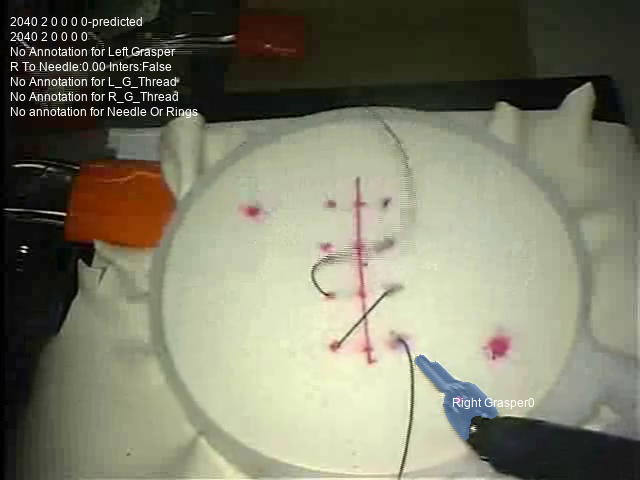 2040 2 0 0 0 0-predicted
2040 2 0 0 0 0
No Annotation for Left Grasper
R To Needle:0.00 Inters:False
No Annotation for L_G_Thread
No Annotation for R_G_Thread
No annotation for Needle Or Rings
Right Grasper0